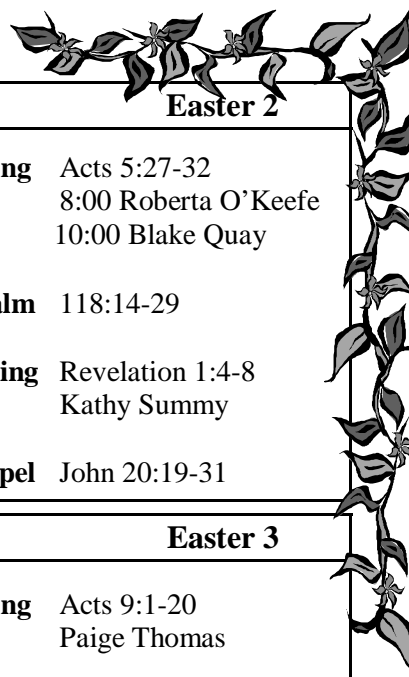 Easter 2
ng Acts 5:27-32
8:00 Roberta O’Keefe
10:00 Blake Quay
lm 118:14-29
ing Revelation 1:4-8
Kathy Summy
pel John 20:19-31
Easter 3
ng Acts 9:1-20
Paige Thomas